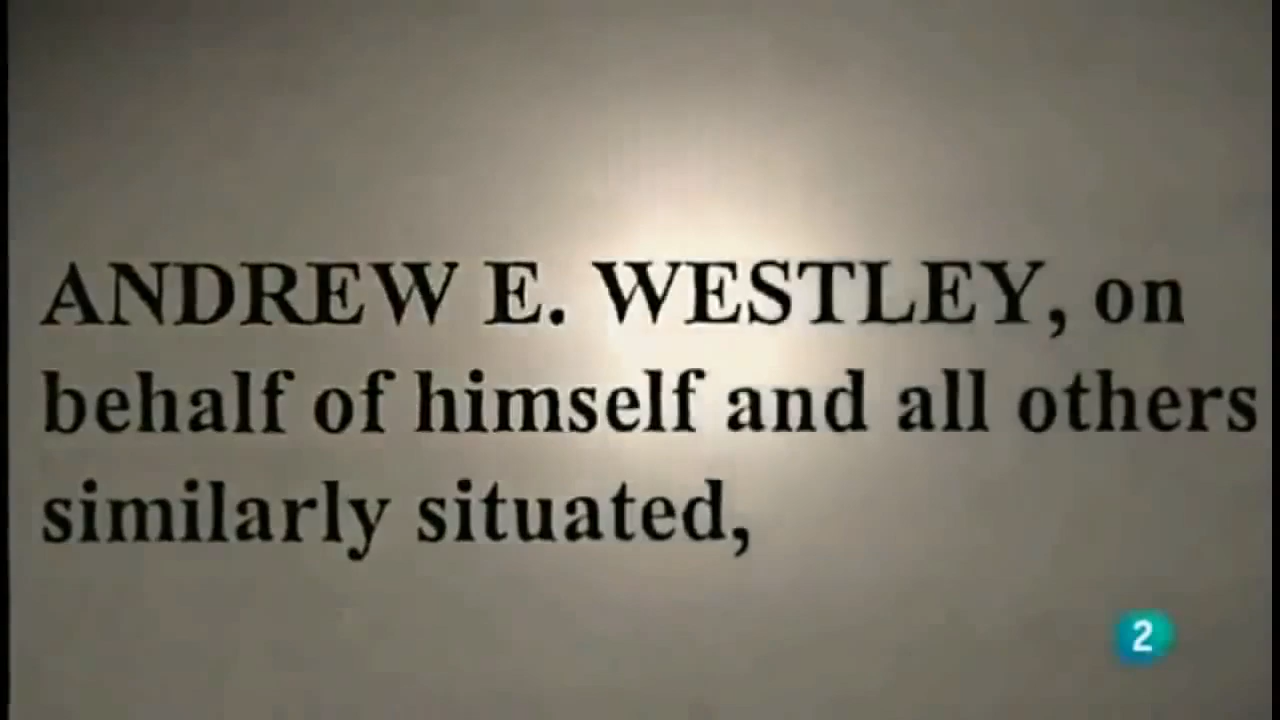 ANDREW E. WESTLEY, on
behalf of himself and all others
similarly situated,
2